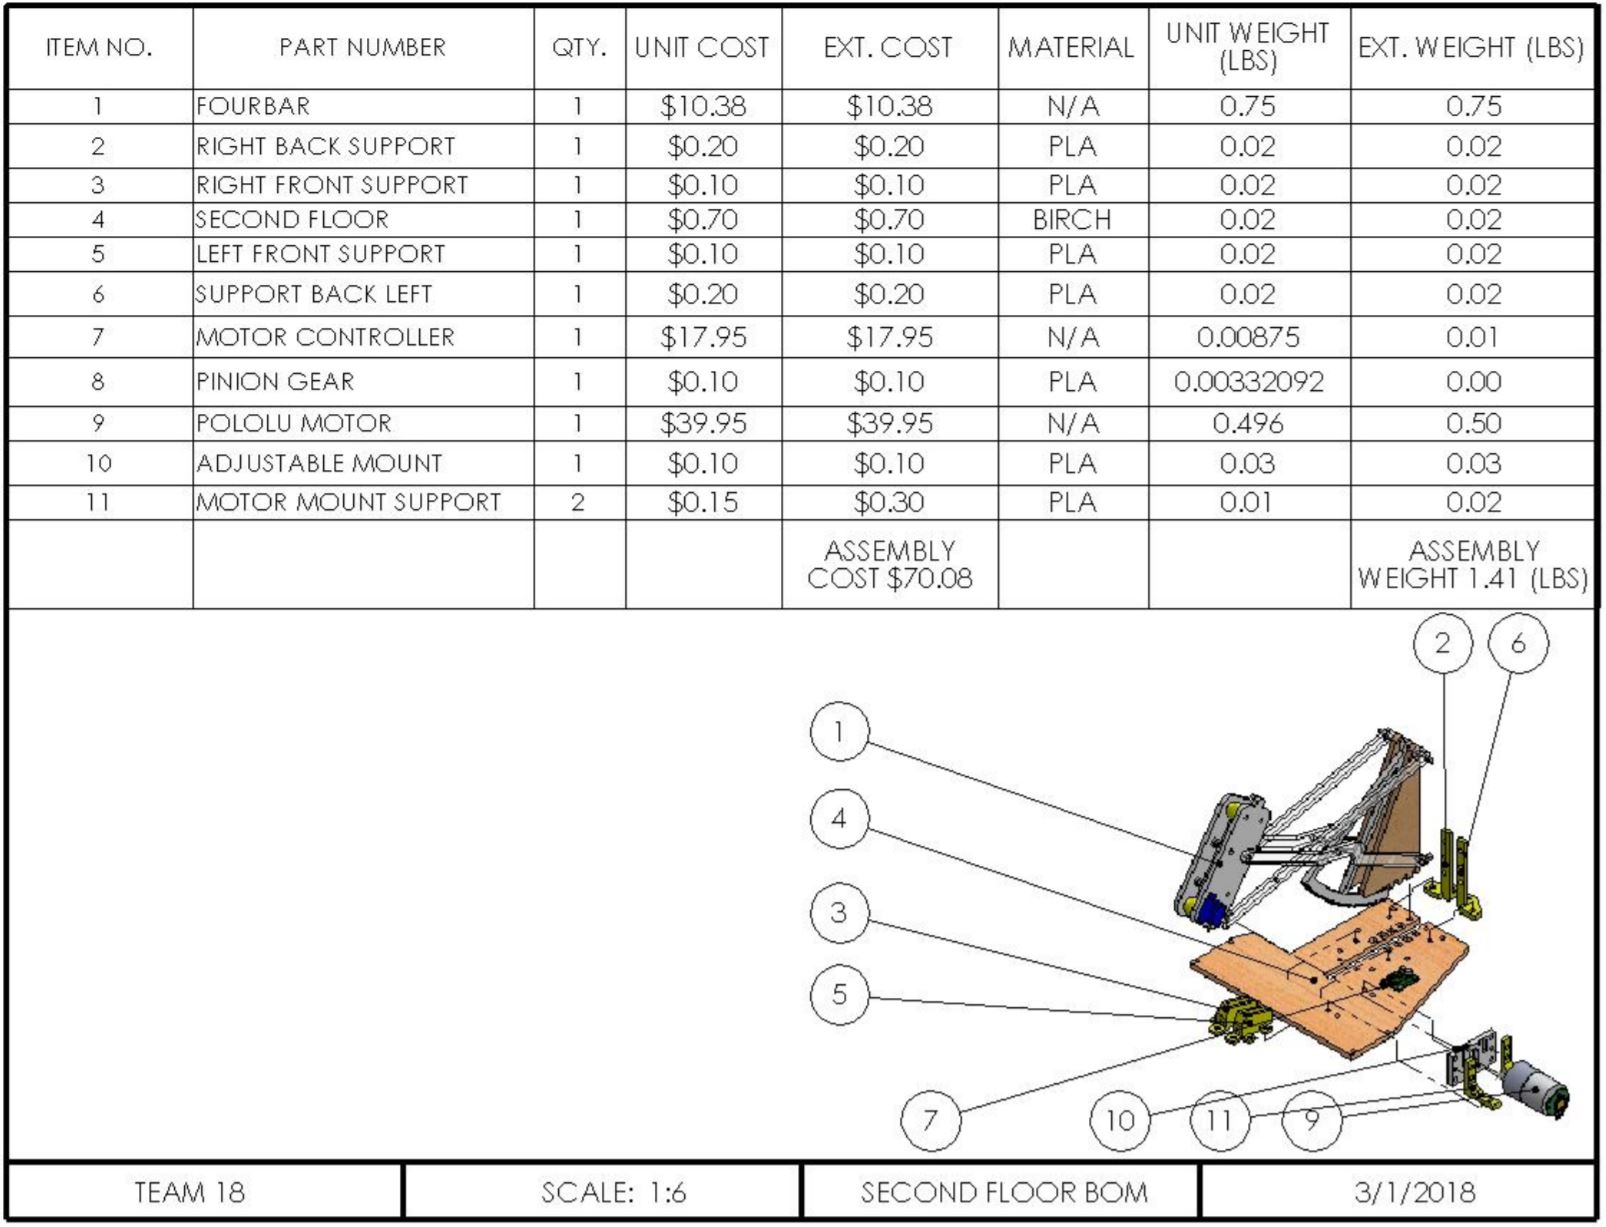 ITEM NO. PART NUMBER QTY. UNIT COST EXT. COST MATERIAL UNIT WEIGHT (LBS) EXT. WEIGHT (LBS)
1 FOURBAR 1 $10.38 $10.38 N/A 0.75 0.75
2 RIGHT BACK SUPPORT 1 $0.20 $0.20 PLA 0.02 0.02
3 RIGHT FRONT SUPPORT 1 $0.10 $0.10 PLA 0.02 0.02
4 SECOND FLOOR 1 $0.70 $0.70 BIRCH 0.02 0.02
5 LEFT FRONT SUPPORT 1 $0.10 $0.10 PLA 0.02 0.02
6 SUPPORT BACK LEFT 1 $0.20 $0.20 PLA 0.02 0.02
7 MOTOR CONTROLLER 1 $17.95 $17.95 N/A 0.00875 0.01
8 PINION GEAR 1 $0.10 $0.10 PLA 0.00332092 0.00
9 POLOLU MOTOR 1 $39.95 $39.95 N/A 0.496 0.50
10 ADJUSTABLE MOUNT 1 $0.10 $0.10 PLA 0.03 0.03
11 MOTOR MOUNT SUPPORT 2 $0.15 $0.30 PLA 0.01 0.02
ASSEMBLY COST $70.08 ASSEMBLY WEIGHT 1.41 (LBS)
2 6
1
4
3
5
7 10 11 9
TEAM 18 SCALE: 1:6 SECOND FLOOR BOM 3/1/2018